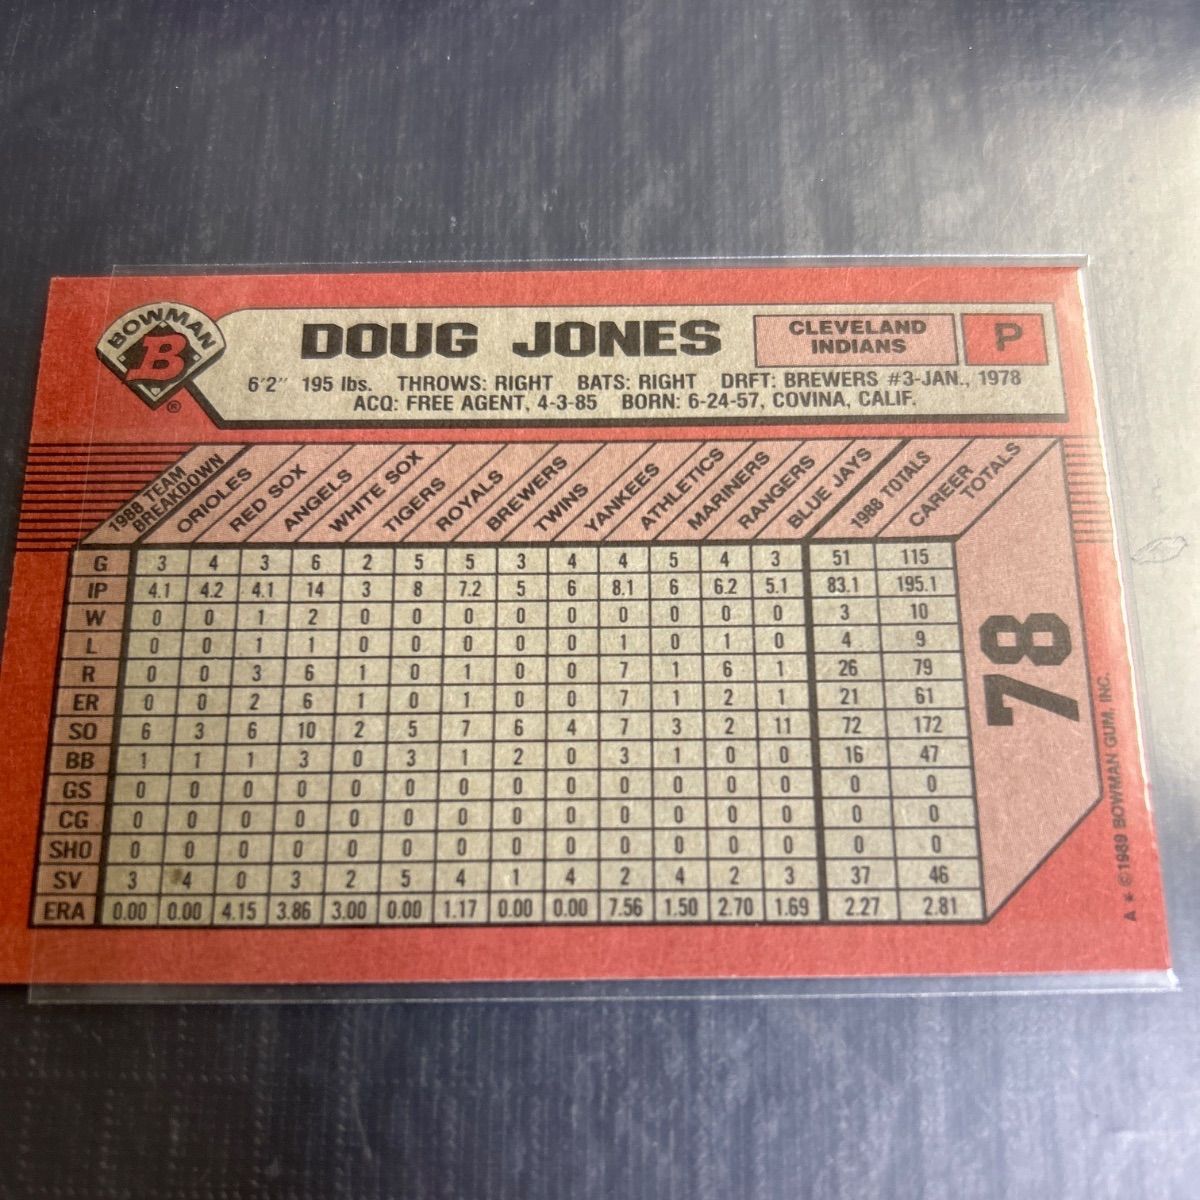 BOWMAN
B
®
DOUG JONES
CLEVELAND
INDIANS
P
6'2" 195 lbs. THROWS: RIGHT BATS: RIGHT DRFT: BREWERS #3-JAN., 1978
ACQ: FREE AGENT, 4-3-85 BORN: 6-24-57, COVINA, CALIF.
1988 TEAM BREAKDOWN ORIOLES RED SOX ANGELS WHITE SOX TIGERS ROYALS BREWERS TWINS YANKEES ATHLETICS MARINERS RANGERS BLUE JAYS 1988 TOTALS CAREER TOTALS
G 3 4 3 6 2 5 5 3 4 4 5 4 3 51 115
IP 4.1 4.2 4.1 14 3 8 7.2 5 6 8.1 6 6.2 5.1 83.1 195.1
W 0 0 1 2 0 0 0 0 0 0 0 0 0 3 10
L 0 0 1 1 0 0 0 0 0 1 0 1 0 4 9
R 0 0 3 6 1 0 1 0 0 7 1 6 1 26 79
ER 0 0 2 6 1 0 1 0 0 7 1 2 1 21 61
SO 6 3 6 10 2 5 7 6 4 7 3 2 11 72 172
BB 1 1 1 3 0 3 1 2 0 3 1 0 0 16 47
GS 0 0 0 0 0 0 0 0 0 0 0 0 0 0 0
CG 0 0 0 0 0 0 0 0 0 0 0 0 0 0 0
SHO 0 0 0 0 0 0 0 0 0 0 0 0 0 0 0
SV 3 4 0 3 2 5 4 1 4 2 4 2 3 37 46
ERA 0.00 0.00 4.15 3.86 3.00 0.00 1.17 0.00 0.00 7.56 1.50 2.70 1.69 2.27 2.81
78
A * * ©1989 BOWMAN GUM, INC.